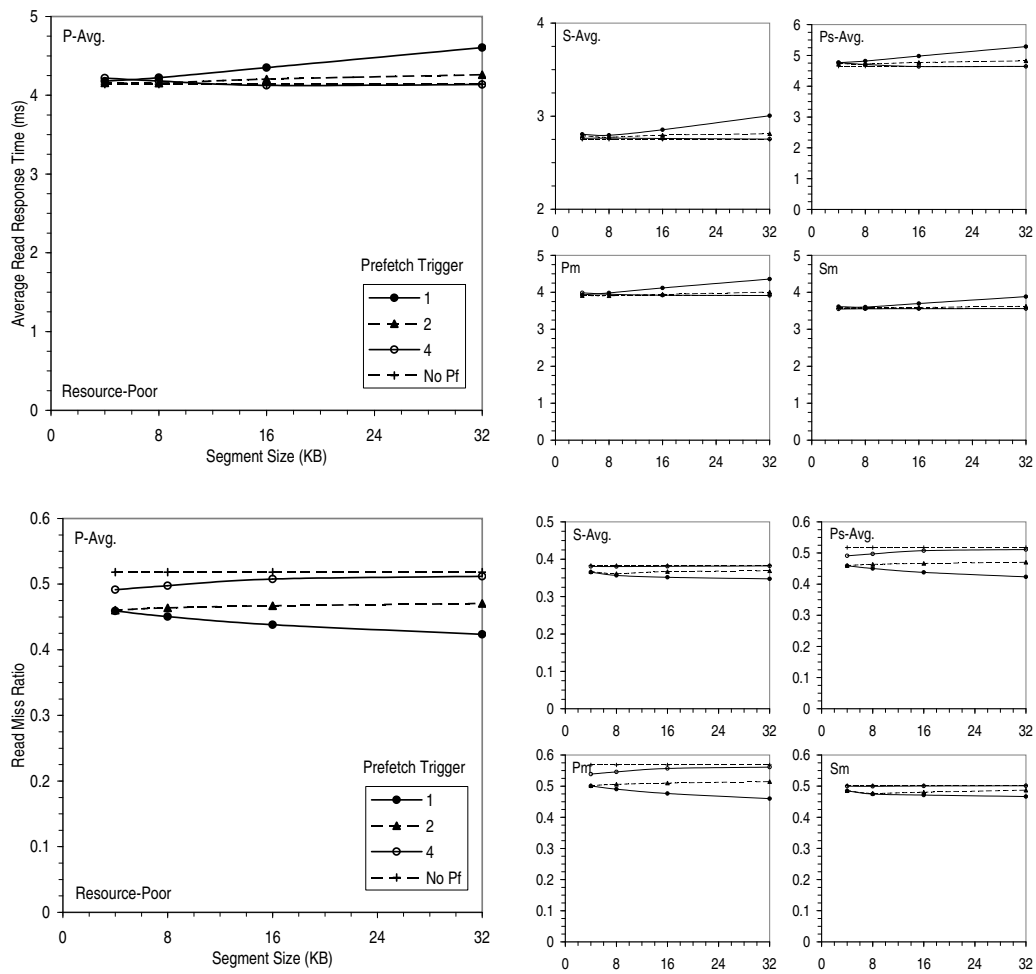 P-Avg.
5
4
3
2
1
0
Average Read Response Time (ms)
Prefetch Trigger
1
2
4
No Pf
Resource-Poor
0 8 16 24 32
Segment Size (KB)
S-Avg.
4
3
2
0 8 16 24 32
Ps-Avg.
6
5
4
3
2
1
0
0 8 16 24 32
Pm
5
4
3
2
1
0
0 8 16 24 32
Sm
5
4
3
2
1
0
0 8 16 24 32
P-Avg.
0.6
0.5
0.4
0.3
0.2
0.1
0
Read Miss Ratio
Prefetch Trigger
1
2
4
No Pf
Resource-Poor
0 8 16 24 32
Segment Size (KB)
S-Avg.
0.5
0.4
0.3
0.2
0.1
0
0 8 16 24 32
Ps-Avg.
0.6
0.5
0.4
0.3
0.2
0.1
0
0 8 16 24 32
Pm
0.6
0.5
0.4
0.3
0.2
0.1
0
0 8 16 24 32
Sm
0.6
0.5
0.4
0.3
0.2
0.1
0
0 8 16 24 32